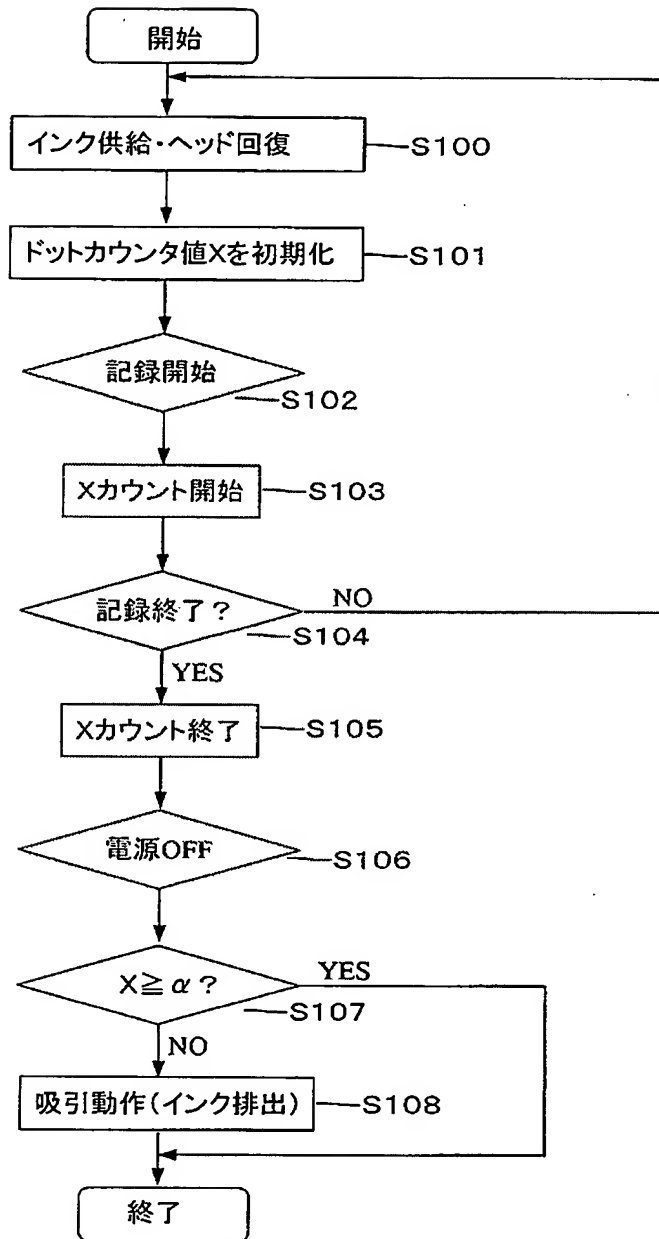 開始
インク供給・ヘッド回復
S100
ドットカウンタ値Xを初期化
S101
記録開始
S102
Xカウント開始
S103
記録終了？
NO
S104
YES
Xカウント終了
S105
電源OFF
S106
X≧α？
YES
S107
NO
吸引動作(インク排出)
S108
終了